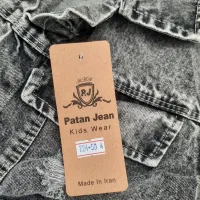 PJ
Patan Jean
Kids Wear
Made In Iran